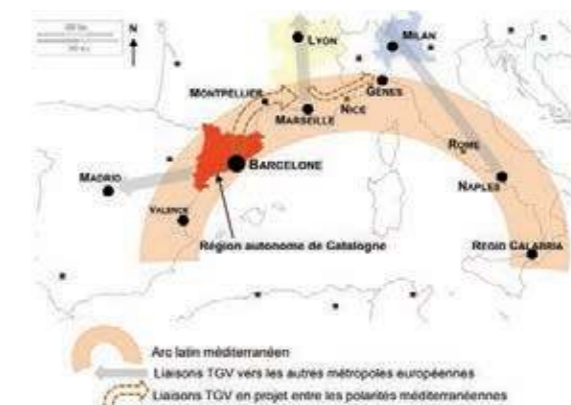 N
LYON
MILAN
MONTPELLIER
GÊNES
NICE
MARSEILLE
ROME
BARCELONE
MADRID
NAPLES
VALENCE
Région autonome de Catalogne
REGIO CALABRIA
Arc latin méditerranéen
Liaisons TGV vers les autres métropoles européennes
Liaisons TGV en projet entre les polarités méditerranéennes